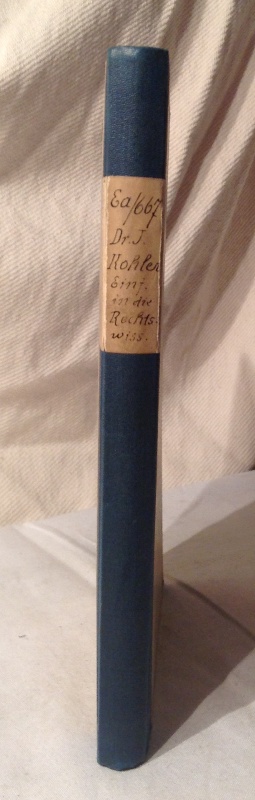 Ea/667
Dr. J.
Kohler
Einf.
in die
Rechts-
wiss.